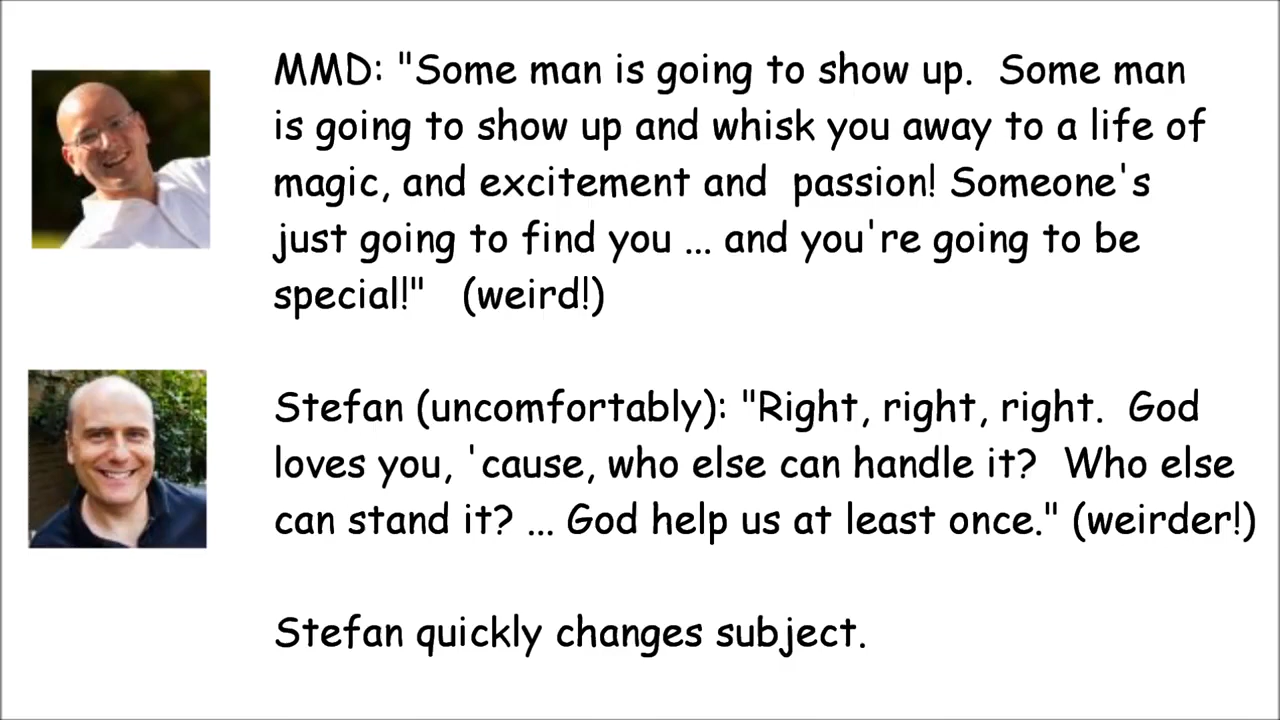 MMD: "Some man is going to show up.  Some man
is going to show up and whisk you away to a life of
magic, and excitement and  passion! Someone's
just going to find you ... and you're going to be
special!"   (weird!)
Stefan (uncomfortably): "Right, right, right.  God
loves you, 'cause, who else can handle it?  Who else
can stand it? ... God help us at least once." (weirder!)
Stefan quickly changes subject.